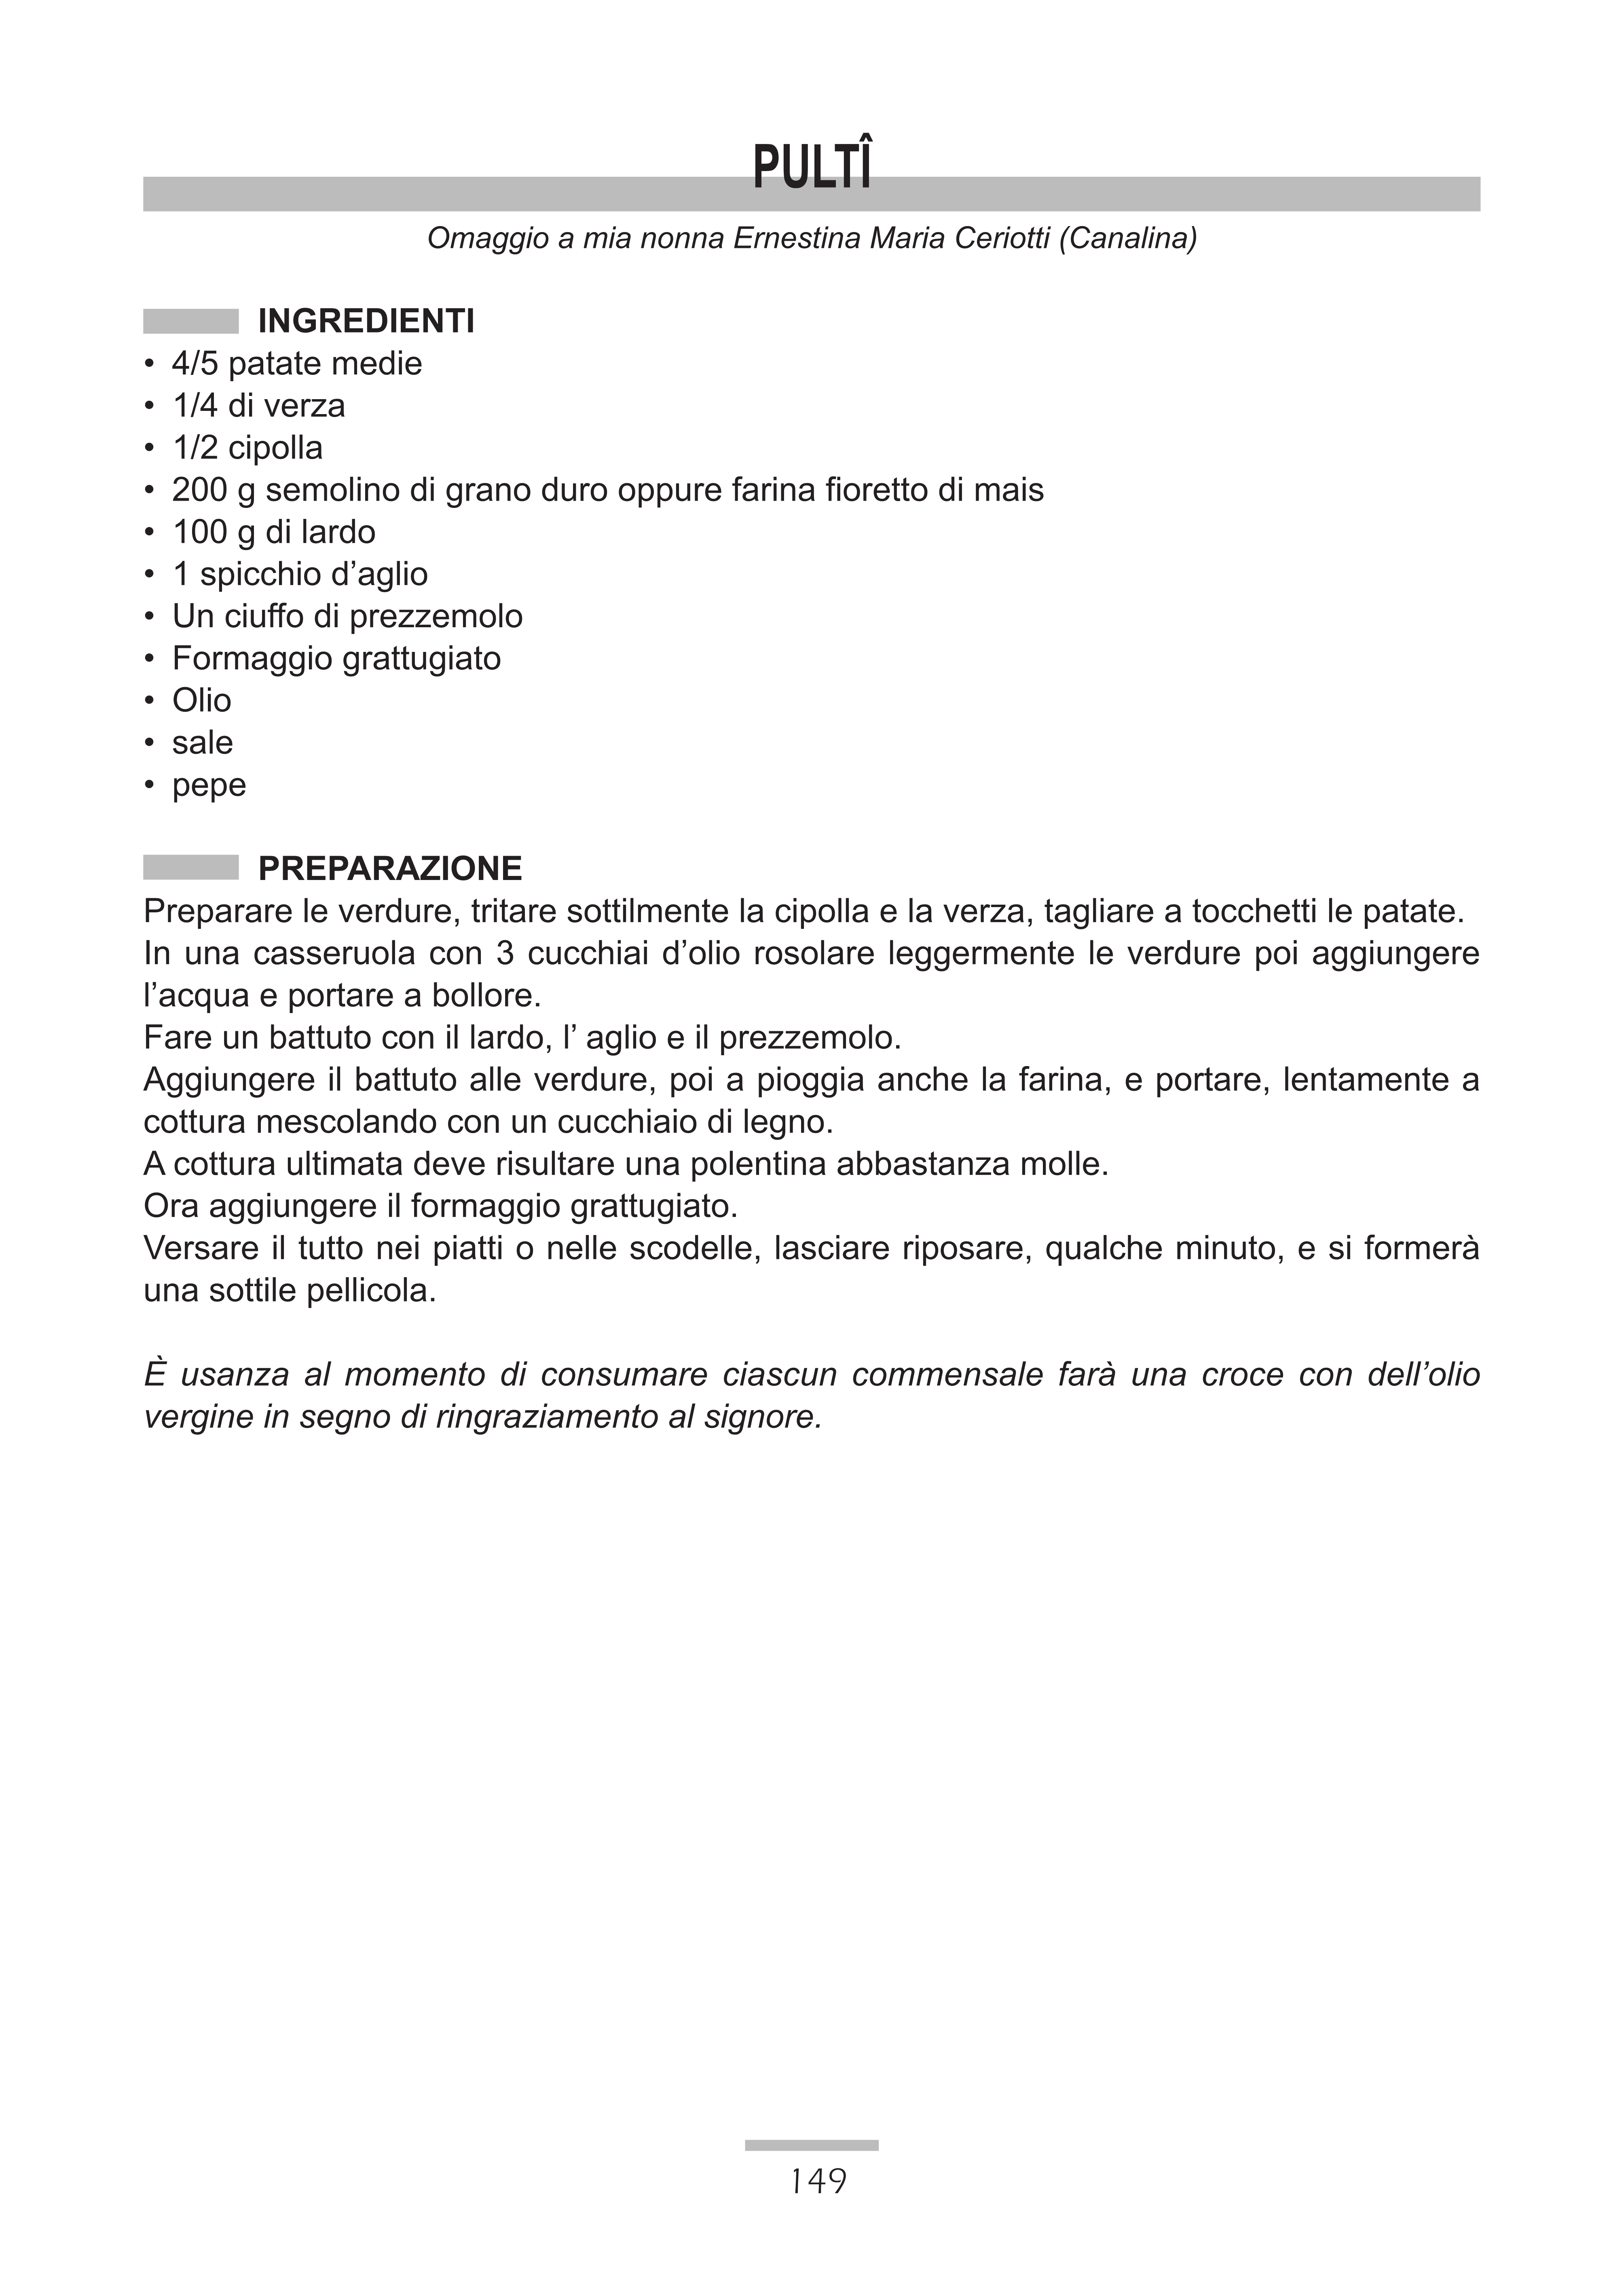 PULTÎ
Omaggio a mia nonna Ernestina Maria Ceriotti (Canalina)
INGREDIENTI
• 4/5 patate medie
• 1/4 di verza
• 1/2 cipolla
• 200 g semolino di grano duro oppure farina fioretto di mais
• 100 g di lardo
• 1 spicchio d’aglio
• Un ciuffo di prezzemolo
• Formaggio grattugiato
• Olio
• sale
• pepe
PREPARAZIONE
Preparare le verdure, tritare sottilmente la cipolla e la verza, tagliare a tocchetti le patate.
In una casseruola con 3 cucchiai d’olio rosolare leggermente le verdure poi aggiungere
l’acqua e portare a bollore.
Fare un battuto con il lardo, l’ aglio e il prezzemolo.
Aggiungere il battuto alle verdure, poi a pioggia anche la farina, e portare, lentamente a
cottura mescolando con un cucchiaio di legno.
A cottura ultimata deve risultare una polentina abbastanza molle.
Ora aggiungere il formaggio grattugiato.
Versare il tutto nei piatti o nelle scodelle, lasciare riposare, qualche minuto, e si formerà
una sottile pellicola.
È usanza al momento di consumare ciascun commensale farà una croce con dell’olio
vergine in segno di ringraziamento al signore.
149